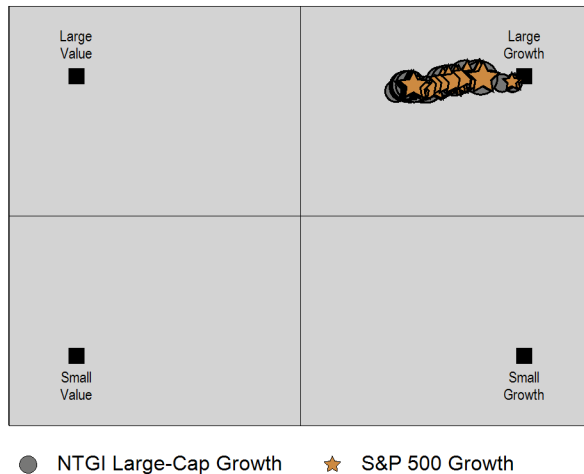 Large
Value
Large
Growth
Small
Value
Small
Growth
NTGI Large-Cap Growth
S&P 500 Growth